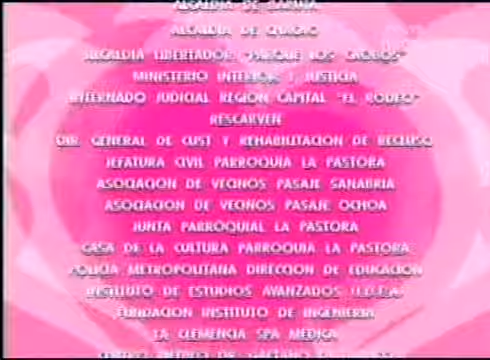 ALCALDIA DE
ALCALDIA DE CHACAO
ALCALDIA LIBERTADOR "PARQUE LOS CAOBOS"
MINISTERIO INTERIOR Y JUSTICIA
INTERNADO JUDICIAL REGION CAPITAL "EL RODEO"
RESCARVEN
DIR. GENERAL DE CUST Y REHABILITACION DE RECLUSO
JEFATURA CIVIL PARROQUIA LA PASTORA
ASOCIACION DE VECINOS PASAJE SANABRIA
ASOCIACION DE VECINOS PASAJE OCHOA
JUNTA PARROQUIAL LA PASTORA
CASA DE LA CULTURA PARROQUIA LA PASTORA
POLICIA METROPOLITANA DIRECCION DE EDUCACION
INSTITUTO DE ESTUDIOS AVANZADOS
FUNDACION INSTITUTO DE INGENIERIA
LA CLEMENCIA SPA MEDICA